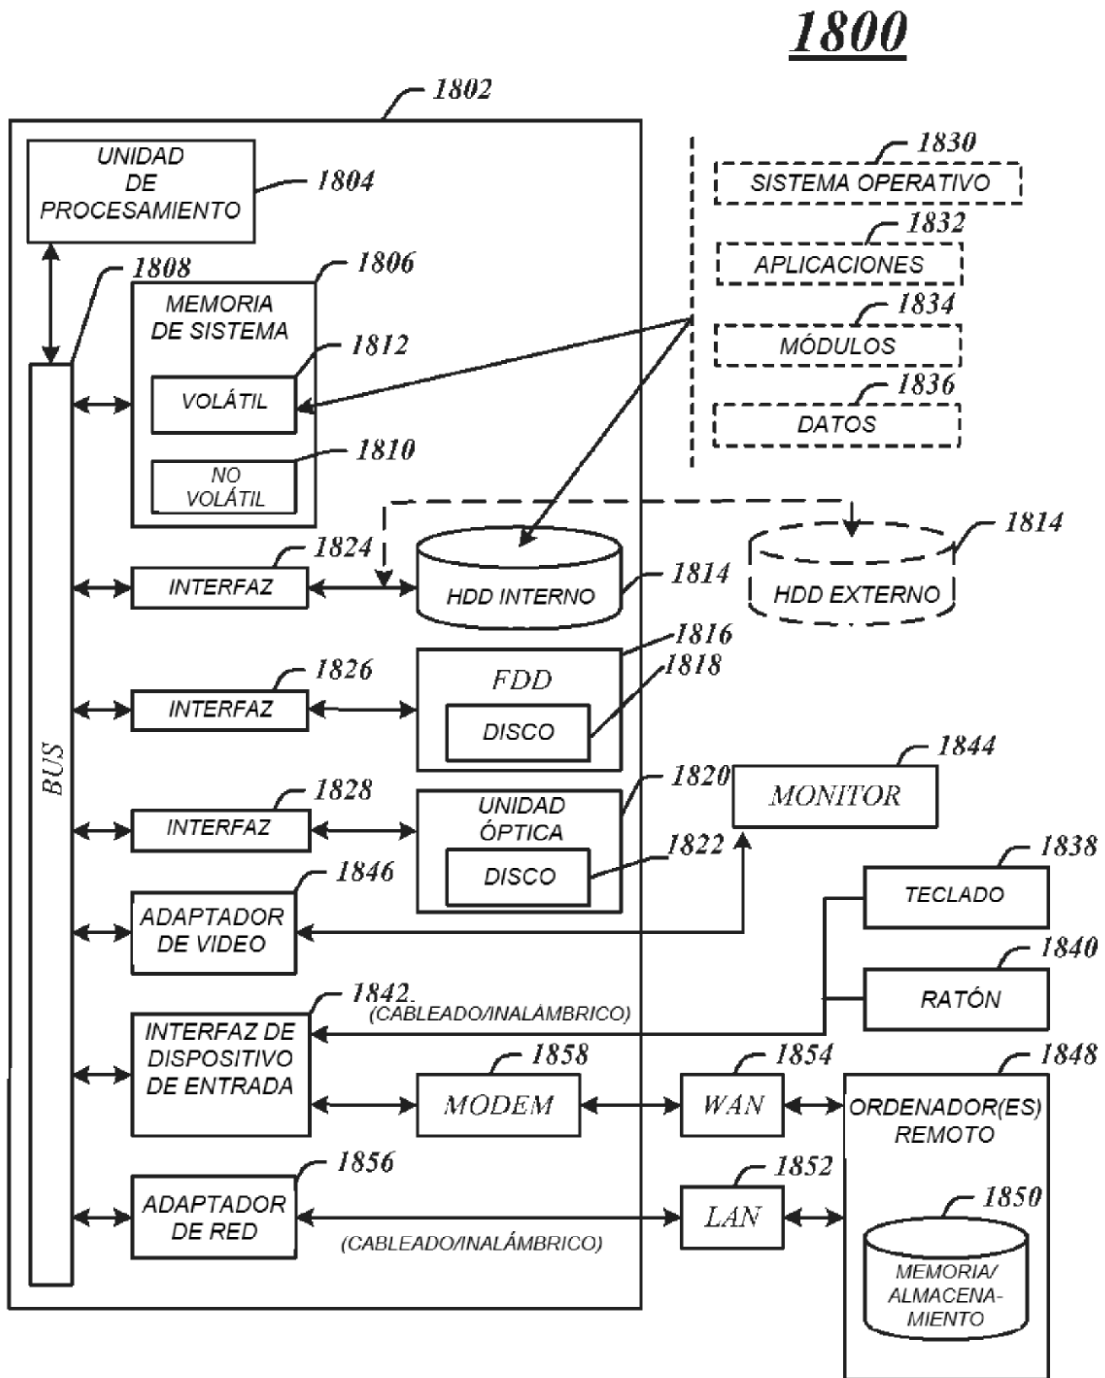 1800
1802
UNIDAD
DE
PROCESAMIENTO
1804
1830
SISTEMA OPERATIVO
1832
APLICACIONES
1834
MÓDULOS
1836
DATOS
1808
1806
MEMORIA
DE SISTEMA
1812
VOLÁTIL
1810
NO
VOLÁTIL
1824
INTERFAZ
HDD INTERNO
1814
HDD EXTERNO
1814
1826
INTERFAZ
FDD
1816
1818
DISCO
BUS
1828
INTERFAZ
UNIDAD
ÓPTICA
1820
1822
DISCO
1844
MONITOR
1846
ADAPTADOR
DE VIDEO
1838
TECLADO
1840
RATÓN
1842
(CABLEADO/INALÁMBRICO)
INTERFAZ DE
DISPOSITIVO
DE ENTRADA
1858
MODEM
1854
WAN
1848
ORDENADOR(ES)
REMOTO
1856
ADAPTADOR
DE RED
(CABLEADO/INALÁMBRICO)
1852
LAN
1850
MEMORIA/
ALMACENA-
MIENTO